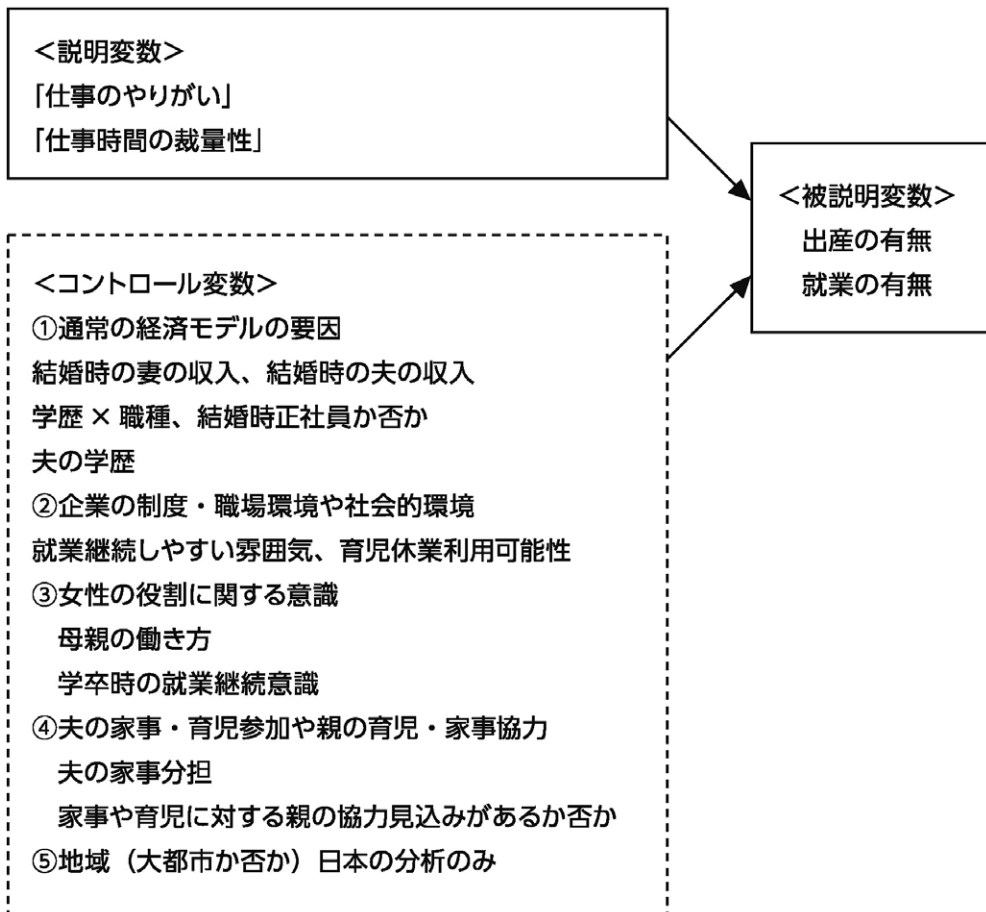 ＜説明変数＞
「仕事のやりがい」
「仕事時間の裁量性」
＜被説明変数＞
出産の有無
就業の有無
＜コントロール変数＞
①通常の経済モデルの要因
結婚時の妻の収入、結婚時の夫の収入
学歴 × 職種、結婚時正社員か否か
夫の学歴
②企業の制度・職場環境や社会的環境
就業継続しやすい雰囲気、育児休業利用可能性
③女性の役割に関する意識
母親の働き方
学卒時の就業継続意識
④夫の家事・育児参加や親の育児・家事協力
夫の家事分担
家事や育児に対する親の協力見込みがあるか否か
⑤地域（大都市か否か）日本の分析のみ